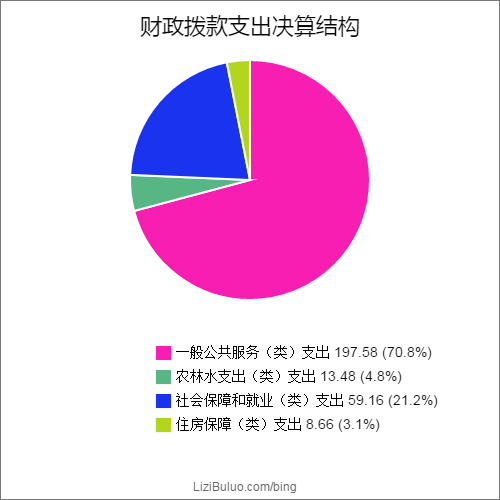 财政拨款支出决算结构
一般公共服务（类）支出 197.58 (70.8%)
农林水支出（类）支出 13.48 (4.8%)
社会保障和就业（类）支出 59.16 (21.2%)
住房保障（类）支出 8.66 (3.1%)
LiziBuluo.com/bing